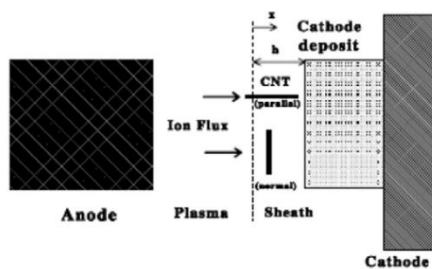 x
Cathode
deposit
h
CNT
(parallel)
Ion Flux
(normal)
Anode
Plasma
Sheath
Cathode